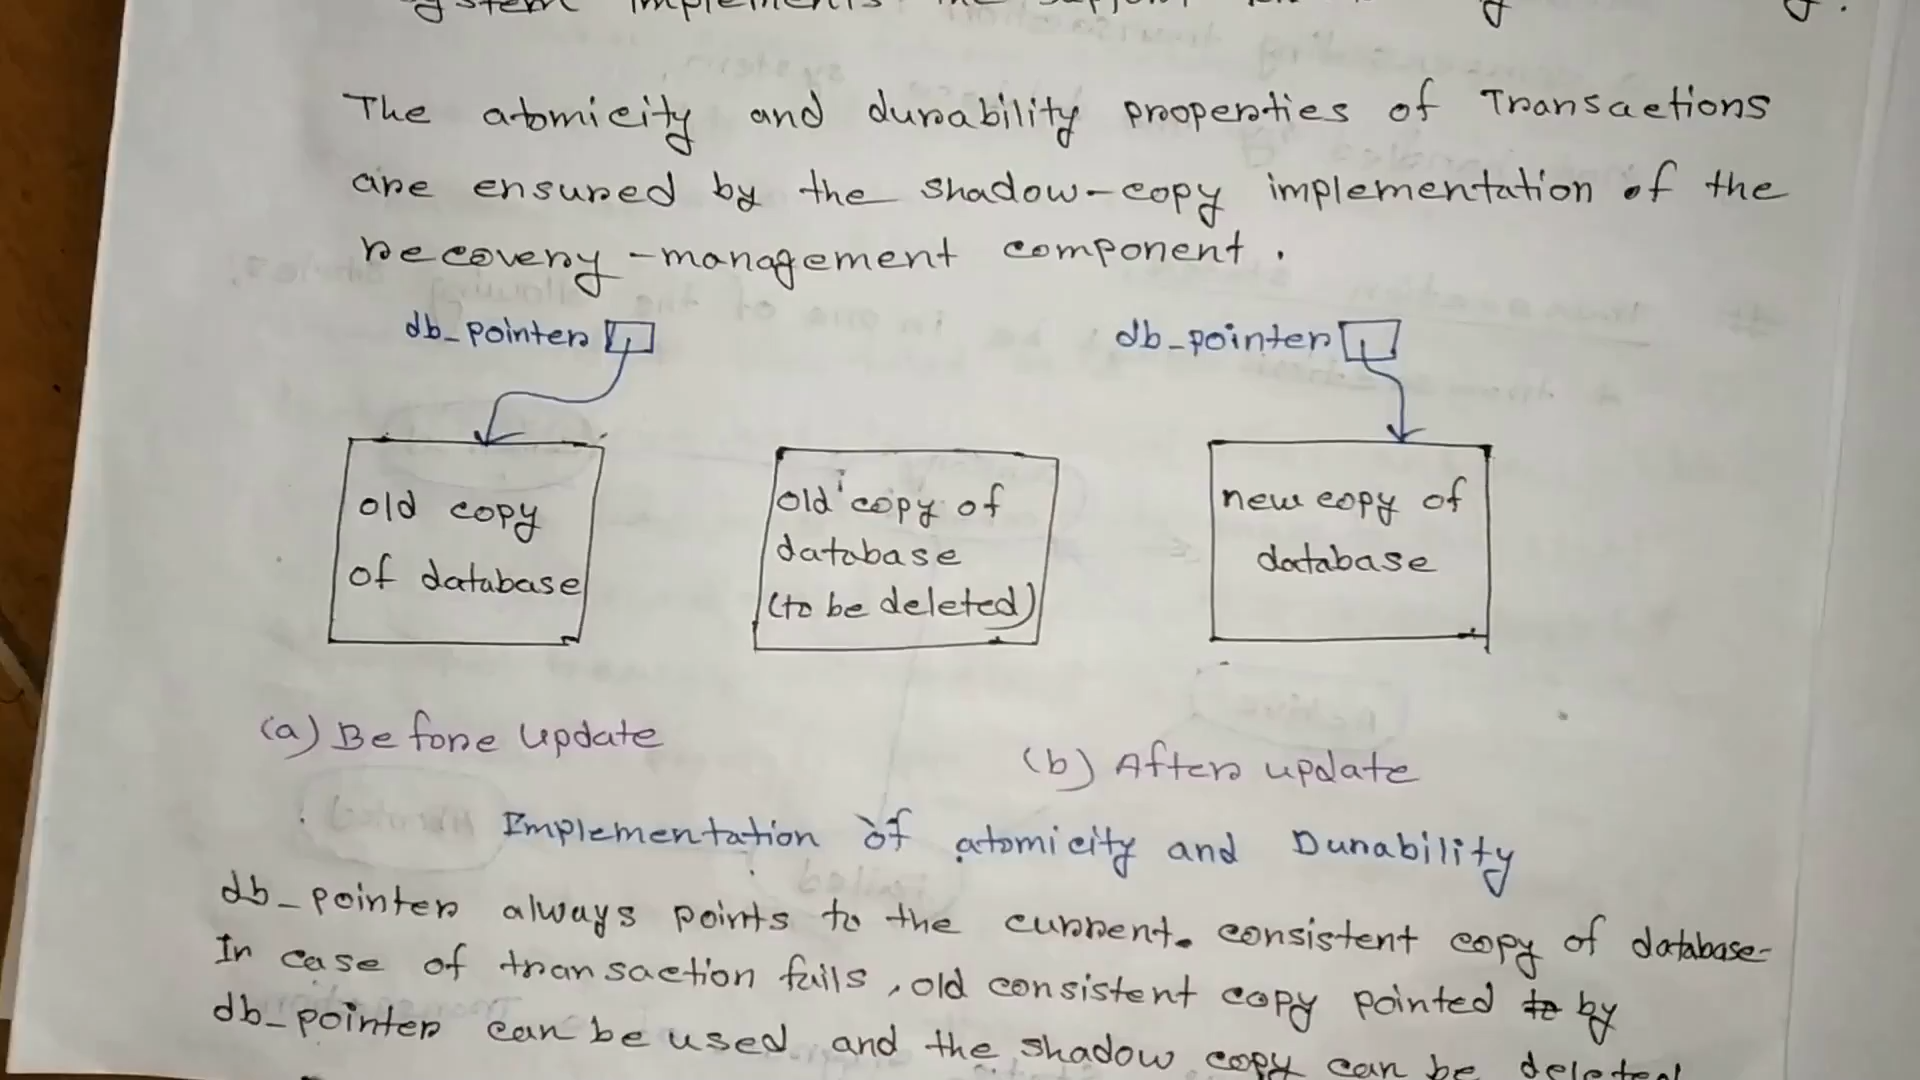 The atomicity and durability properties of Transactions
are ensured by the shadow-copy implementation of the
recovery-management component.
db_pointer
db_pointer
old copy
of database
old copy of
database
(to be deleted)
new copy of
database
(a) Before update
(b) After update
Implementation of atomicity and Durability
db_pointer always points to the current. consistent copy of database-
In case of transaction fails, old consistent copy pointed to by
db_pointer can be used and the shadow copy can be deleted